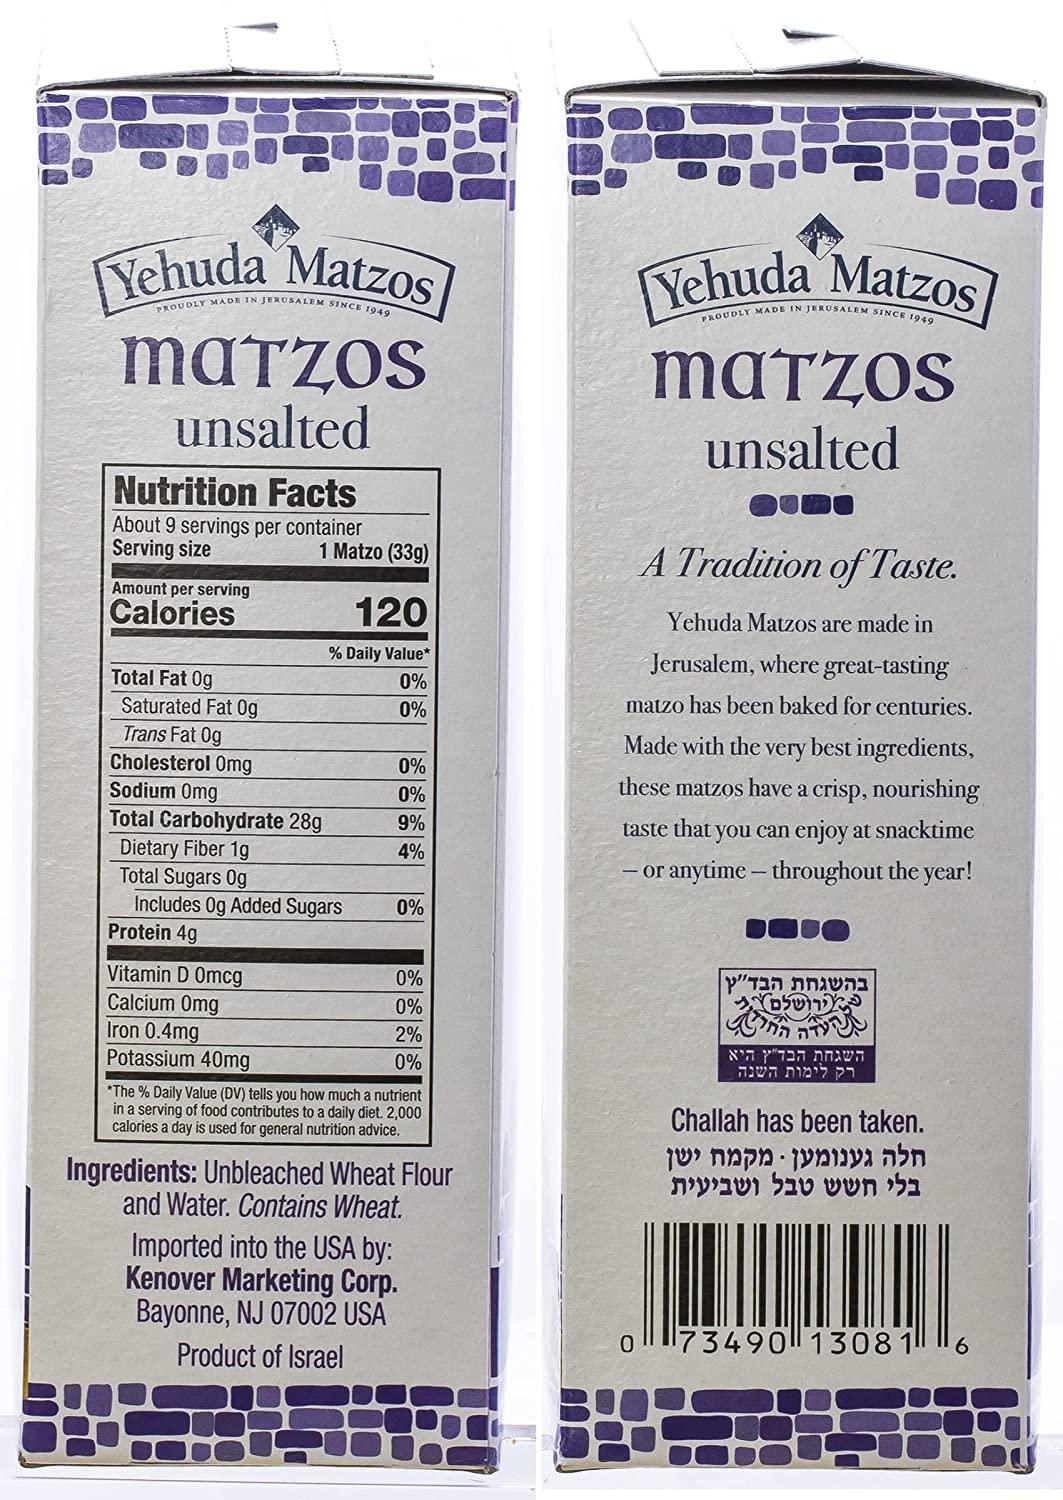 Yehuda Matzos
PROUDLY MADE IN JERUSALEM SINCE 1949
matzos
unsalted
Nutrition Facts
About 9 servings per container
Serving size 1 Matzo (33g)
Amount per serving
Calories 120
% Daily Value*
Total Fat 0g 0%
Saturated Fat 0g 0%
Trans Fat 0g
Cholesterol 0mg 0%
Sodium 0mg 0%
Total Carbohydrate 28g 9%
Dietary Fiber 1g 4%
Total Sugars 0g
Includes 0g Added Sugars 0%
Protein 4g
Vitamin D 0mcg 0%
Calcium 0mg 0%
Iron 0.4mg 2%
Potassium 40mg 0%
*The % Daily Value (DV) tells you how much a nutrient
in a serving of food contributes to a daily diet. 2,000
calories a day is used for general nutrition advice.
Ingredients: Unbleached Wheat Flour
and Water. Contains Wheat.
Imported into the USA by:
Kenover Marketing Corp.
Bayonne, NJ 07002 USA
Product of Israel
Yehuda Matzos
PROUDLY MADE IN JERUSALEM SINCE 1949
matzos
unsalted
A Tradition of Taste.
Yehuda Matzos are made in
Jerusalem, where great-tasting
matzo has been baked for centuries.
Made with the very best ingredients,
these matzos have a crisp, nourishing
taste that you can enjoy at snacktime
– or anytime – throughout the year!
בהשגחת הבד"ץ
ירושלם
של העדה החרדית
השגחת הבד"ץ היא
רק לימות השנה
Challah has been taken.
חלה גענומען · מקמח ישן
בלי חשש טבל ושביעית
0 73490 13081 6